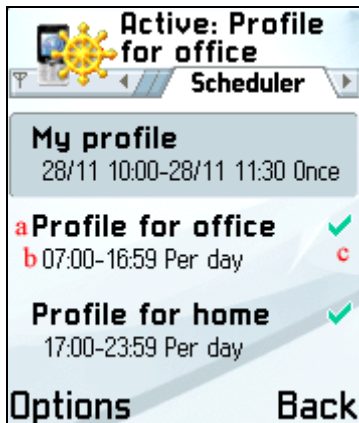 Active: Profile
for office
Scheduler
My profile
28/11 10:00-28/11 11:30 Once
a Profile for office
b 07:00-16:59 Per day c
Profile for home
17:00-23:59 Per day
Options Back